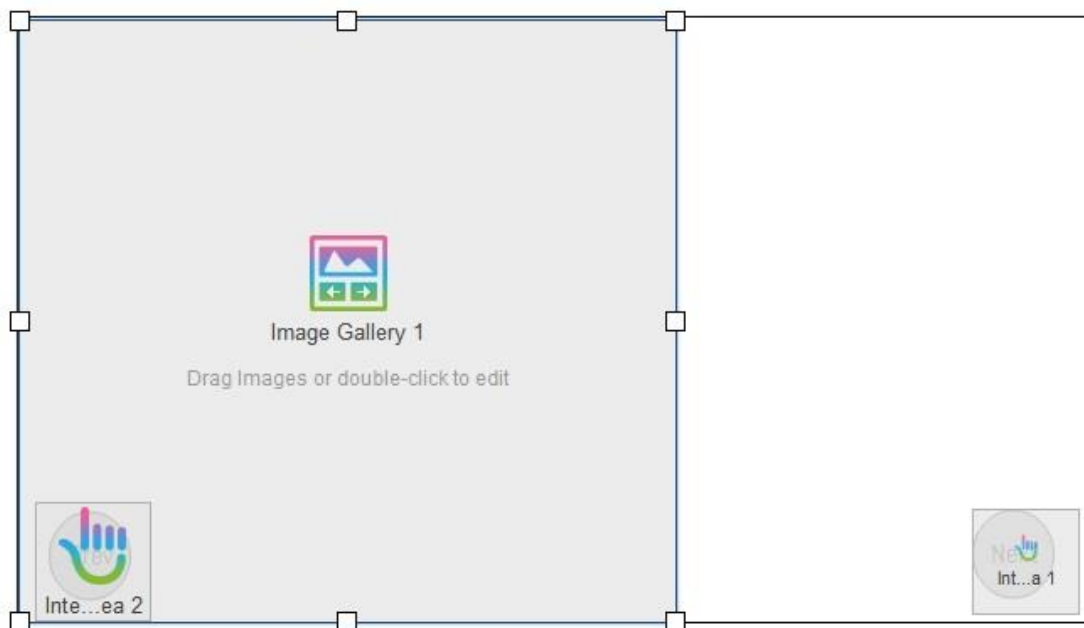 Image Gallery 1
Drag Images or double-click to edit
Inte...ea 2
Int...a 1